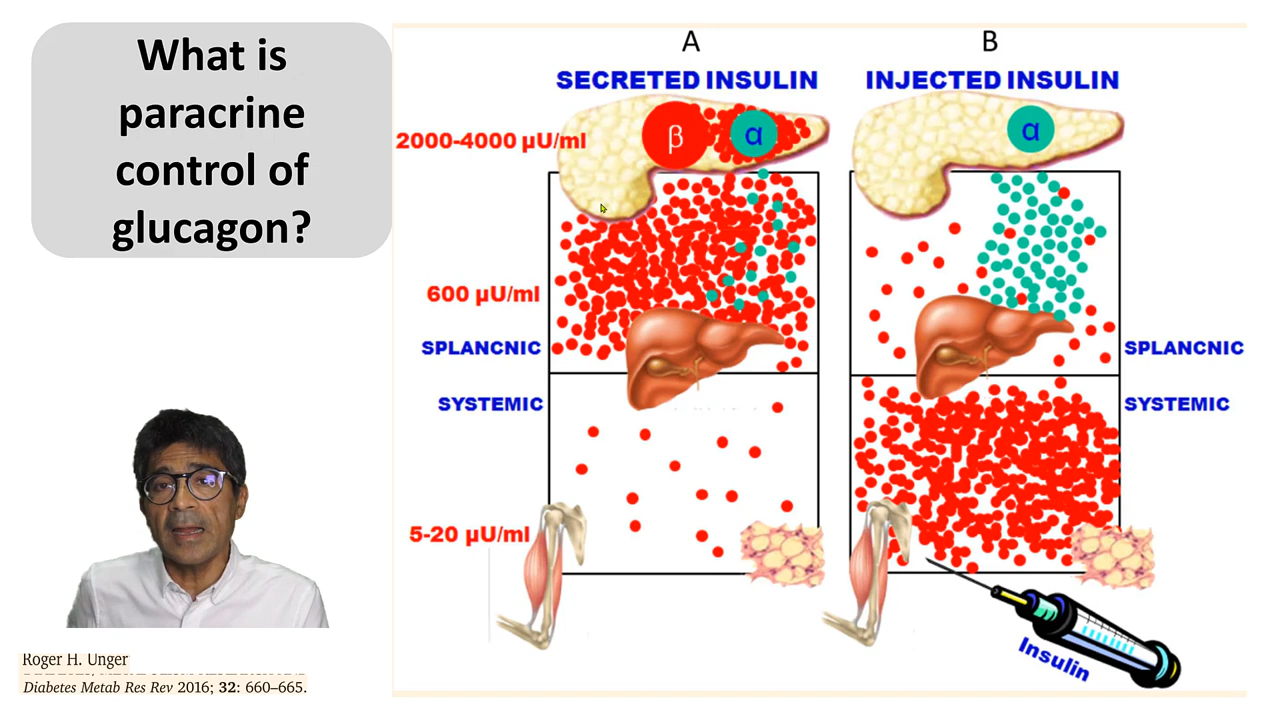 What is
paracrine
control of
glucagon?
A
B
SECRETED INSULIN
INJECTED INSULIN
2000-4000 µU/ml
β
α
α
600 µU/ml
SPLANCNIC
SPLANCNIC
SYSTEMIC
SYSTEMIC
5-20 µU/ml
Insulin
Roger H. Unger
Diabetes Metab Res Rev 2016; 32: 660–665.